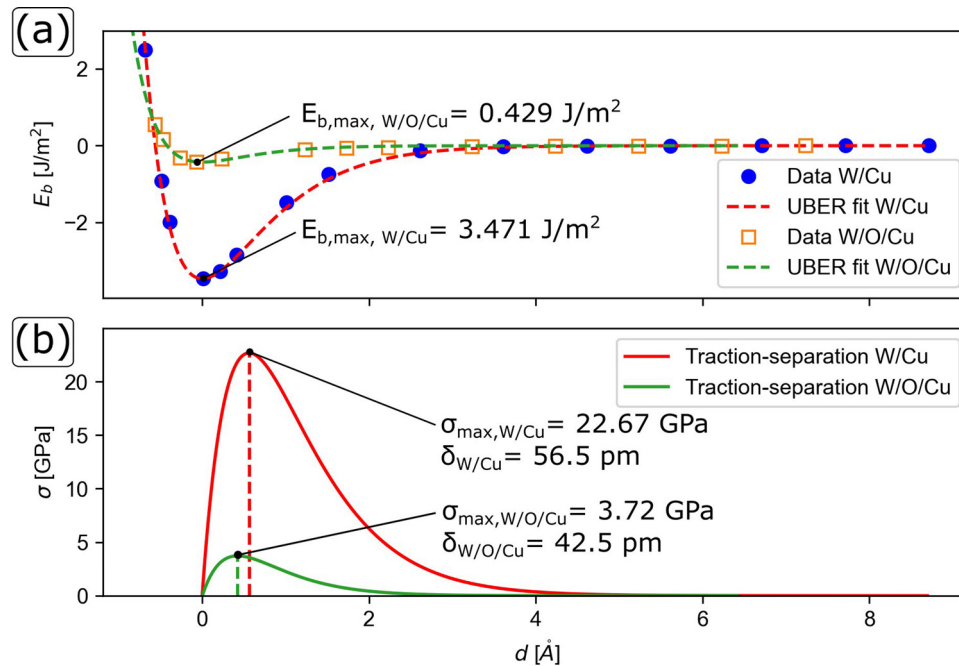 (a)
2
0
−2
E_b [J/m²]
E_b,max, W/O/Cu = 0.429 J/m²
E_b,max, W/Cu = 3.471 J/m²
Data W/Cu
UBER fit W/Cu
Data W/O/Cu
UBER fit W/O/Cu
(b)
20
15
10
5
0
σ [GPa]
Traction-separation W/Cu
Traction-separation W/O/Cu
σ_max,W/Cu = 22.67 GPa
δ_W/Cu = 56.5 pm
σ_max,W/O/Cu = 3.72 GPa
δ_W/O/Cu = 42.5 pm
0 2 4 6 8
d [Å]